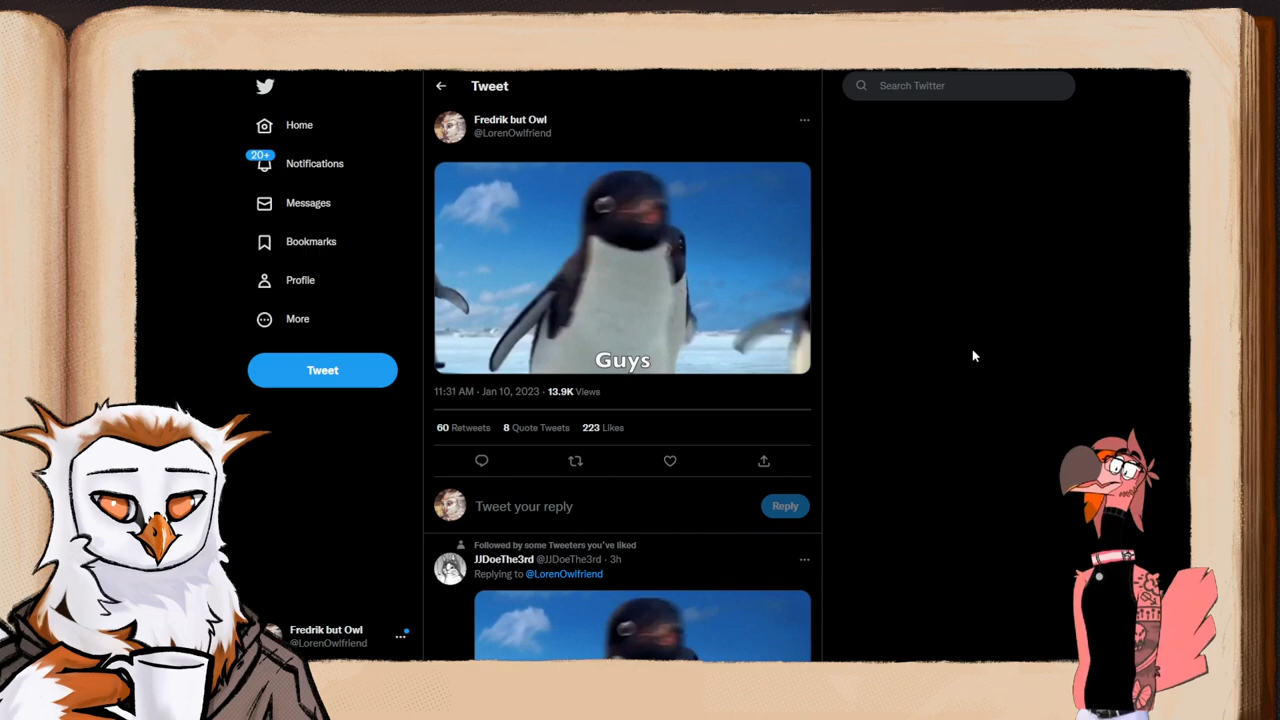 Home
20+
Notifications
Messages
Bookmarks
Profile
More
Tweet
Fredrik but Owl
@LorenOwlfriend
Tweet
Fredrik but Owl
@LorenOwlfriend
Guys
11:31 AM · Jan 10, 2023 · 13.9K Views
60 Retweets 8 Quote Tweets 223 Likes
Tweet your reply
Reply
Followed by some Tweeters you've liked
JJDoeThe3rd @JJDoeThe3rd · 3h
Replying to @LorenOwlfriend
Search Twitter